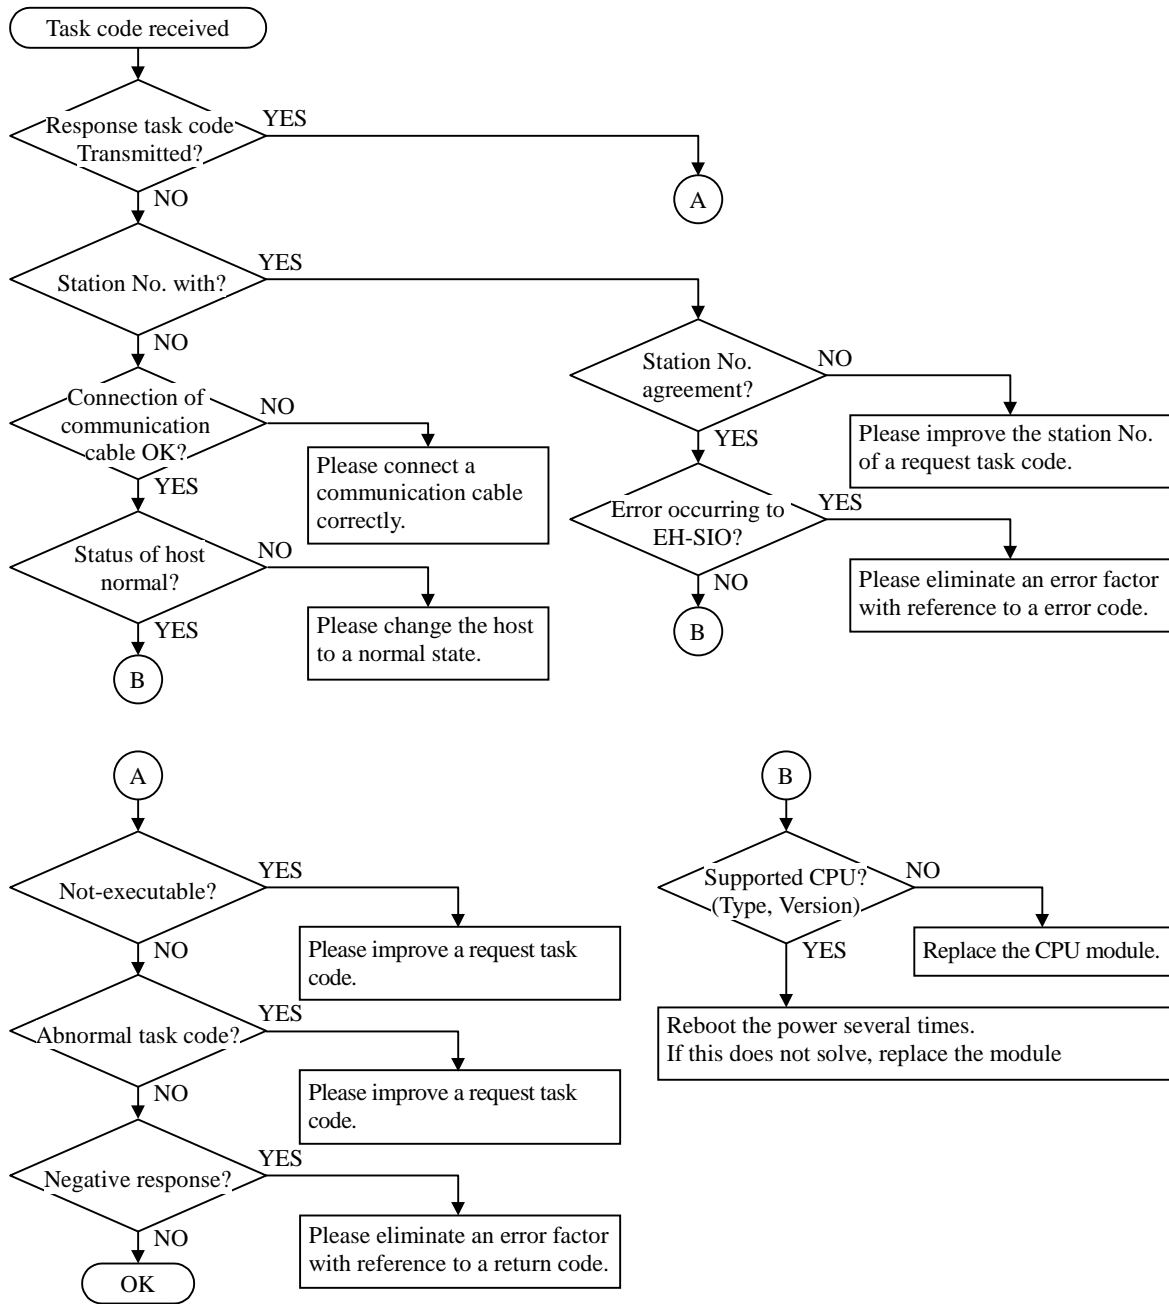 Task code received
Response task code
Transmitted?
YES
NO
A
Station No. with?
YES
NO
Station No.
agreement?
NO
YES
Please improve the station No.
of a request task code.
Connection of
communication
cable OK?
NO
YES
Please connect a
communication cable
correctly.
Error occurring to
EH-SIO?
YES
NO
Please eliminate an error factor
with reference to a error code.
B
Status of host
normal?
NO
YES
Please change the host
to a normal state.
B
A
Not-executable?
YES
NO
Please improve a request task
code.
Abnormal task code?
YES
NO
Please improve a request task
code.
Negative response?
YES
NO
Please eliminate an error factor
with reference to a return code.
OK
B
Supported CPU?
(Type, Version)
NO
YES
Replace the CPU module.
Reboot the power several times.
If this does not solve, replace the module